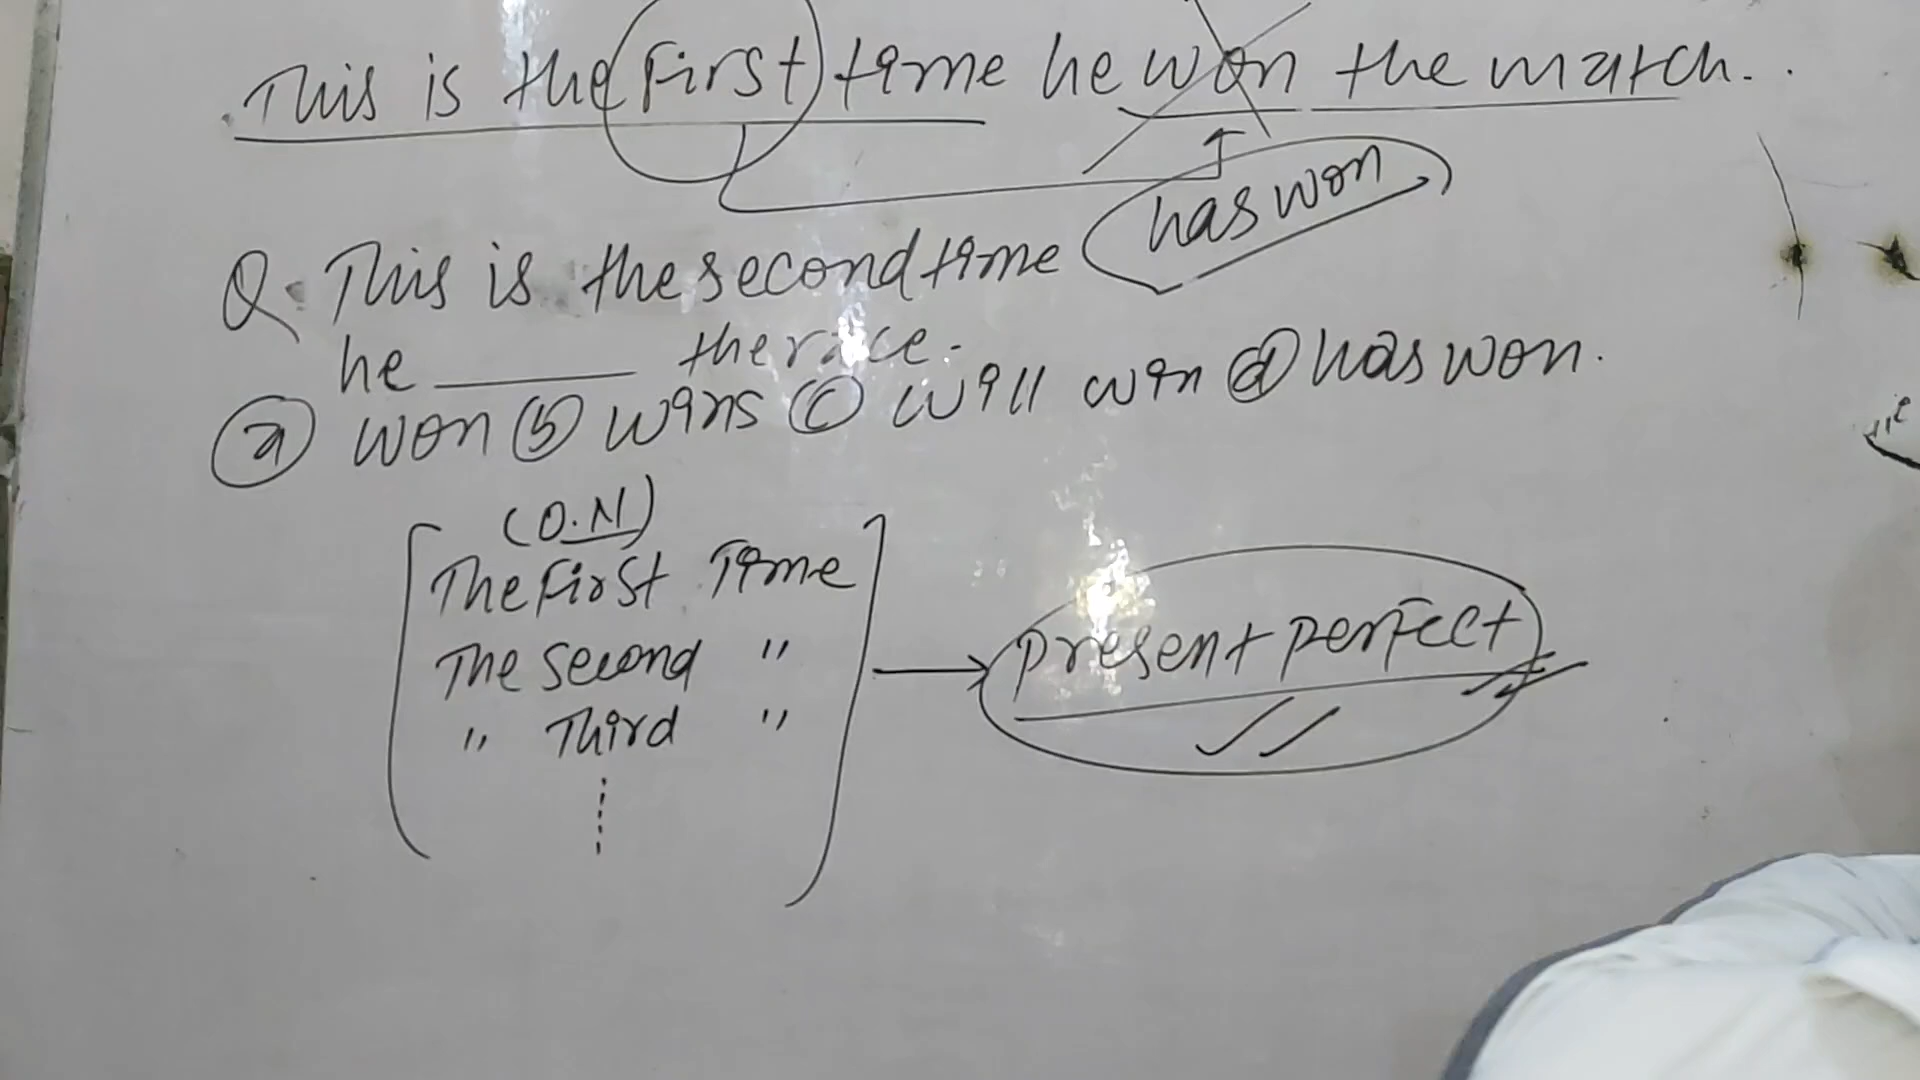 This is the First time he won the match.
has won
Q. This is the second time
he ______ the race.
(a) won (b) wins (c) will win (d) has won.
(O.N)
The First Time
The Second "
" Third "
present perfect